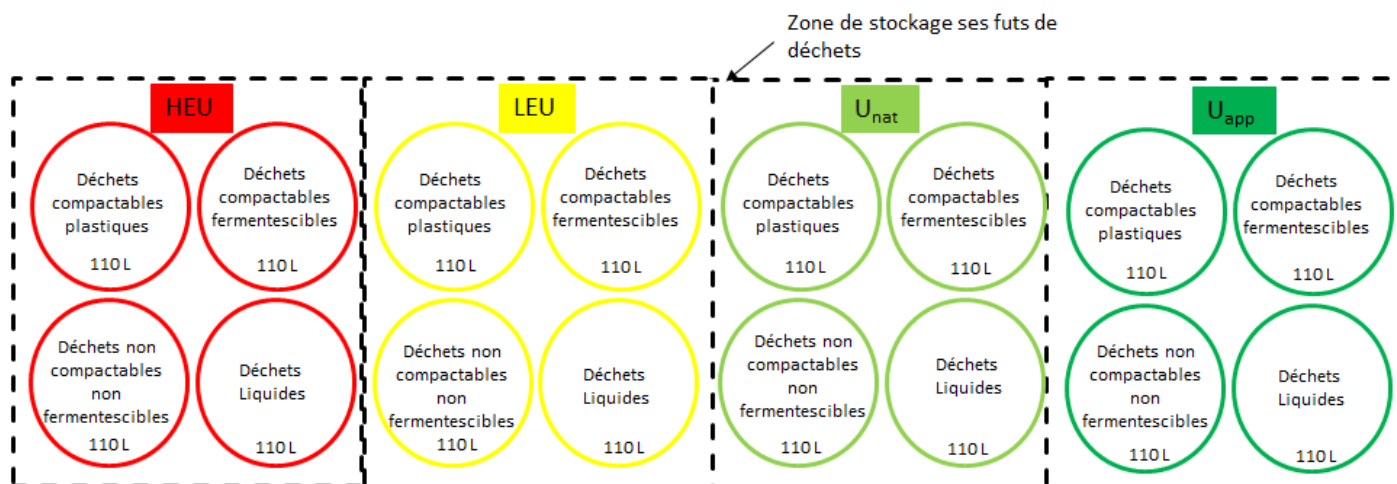 Zone de stockage ses futs de
déchets
HEU
Déchets
compactables
plastiques
110 L
Déchets
compactables
fermentescibles
110 L
Déchets non
compactables
non
fermentescibles
110 L
Déchets
Liquides
110 L
LEU
Déchets
compactables
plastiques
110 L
Déchets
compactables
fermentescibles
110 L
Déchets non
compactables
non
fermentescibles
110 L
Déchets
Liquides
110 L
Unat
Déchets
compactables
plastiques
110 L
Déchets
compactables
fermentescibles
110 L
Déchets non
compactables
non
fermentescibles
110 L
Déchets
Liquides
110 L
Uapp
Déchets
compactables
plastiques
110 L
Déchets
compactables
fermentescibles
110 L
Déchets non
compactables
non
fermentescibles
110 L
Déchets
Liquides
110 L